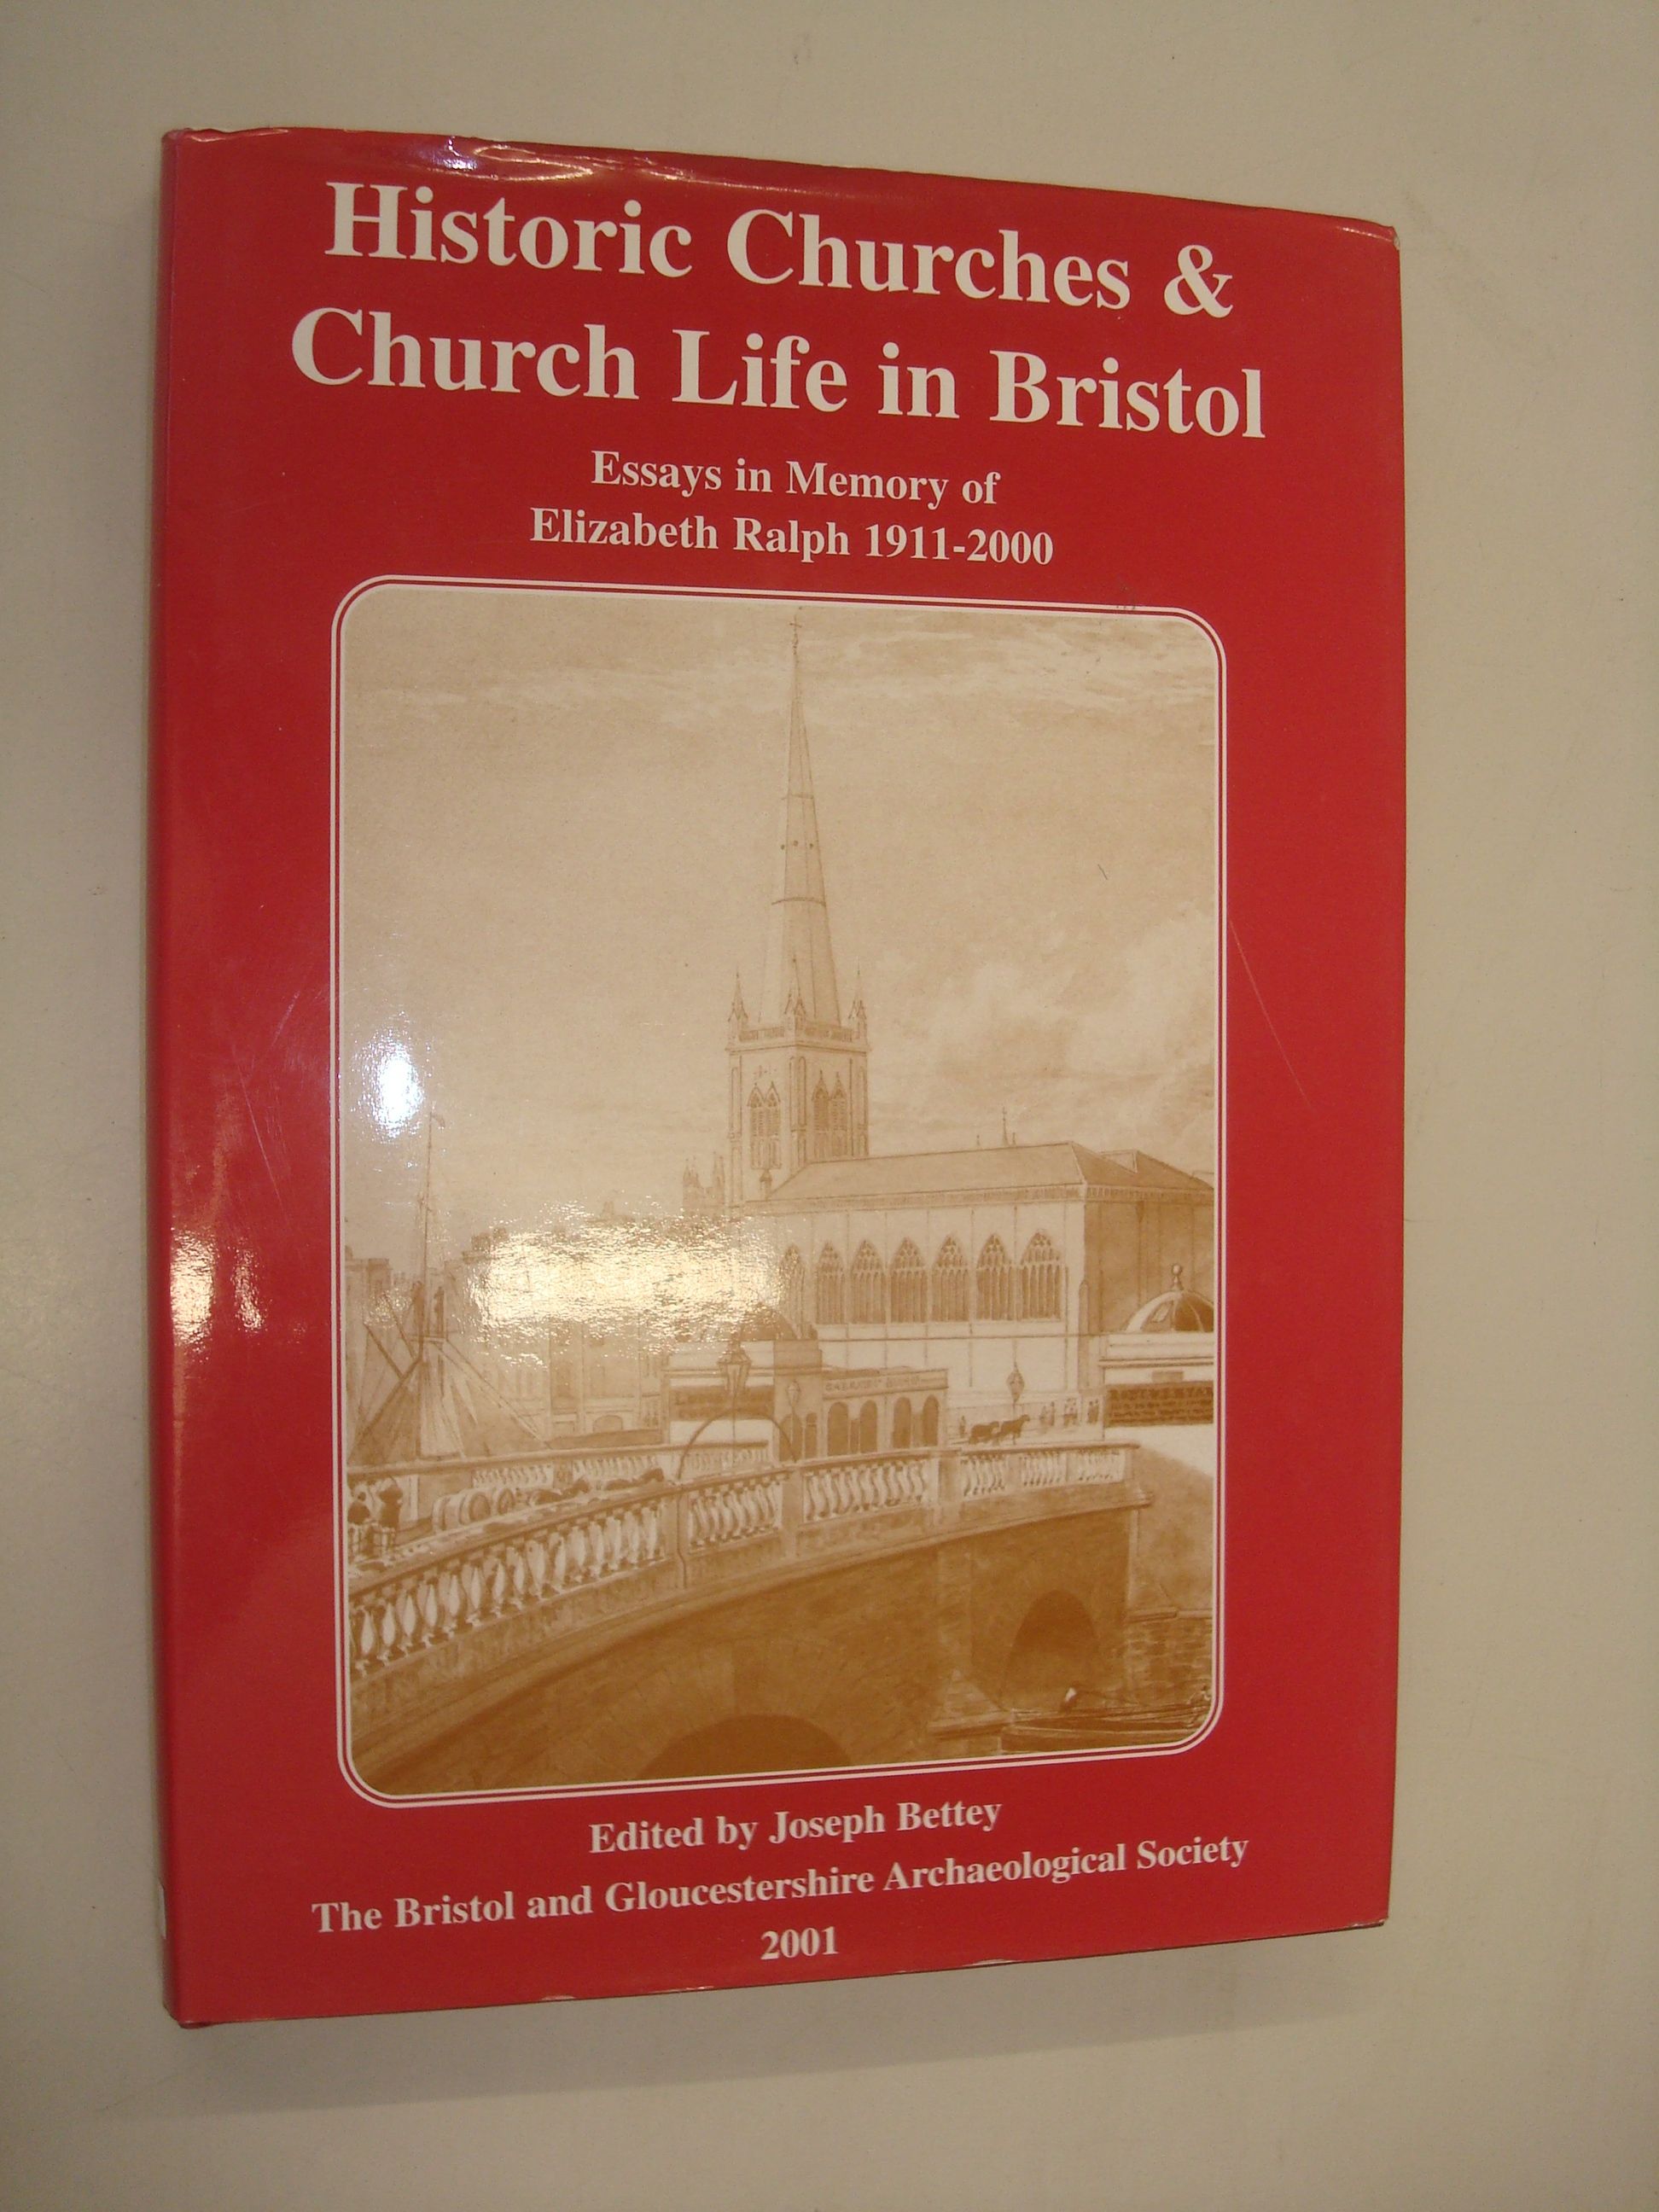 Historic Churches &
Church Life in Bristol
Essays in Memory of
Elizabeth Ralph 1911-2000
Edited by Joseph Bettey
The Bristol and Gloucestershire Archaeological Society
2001